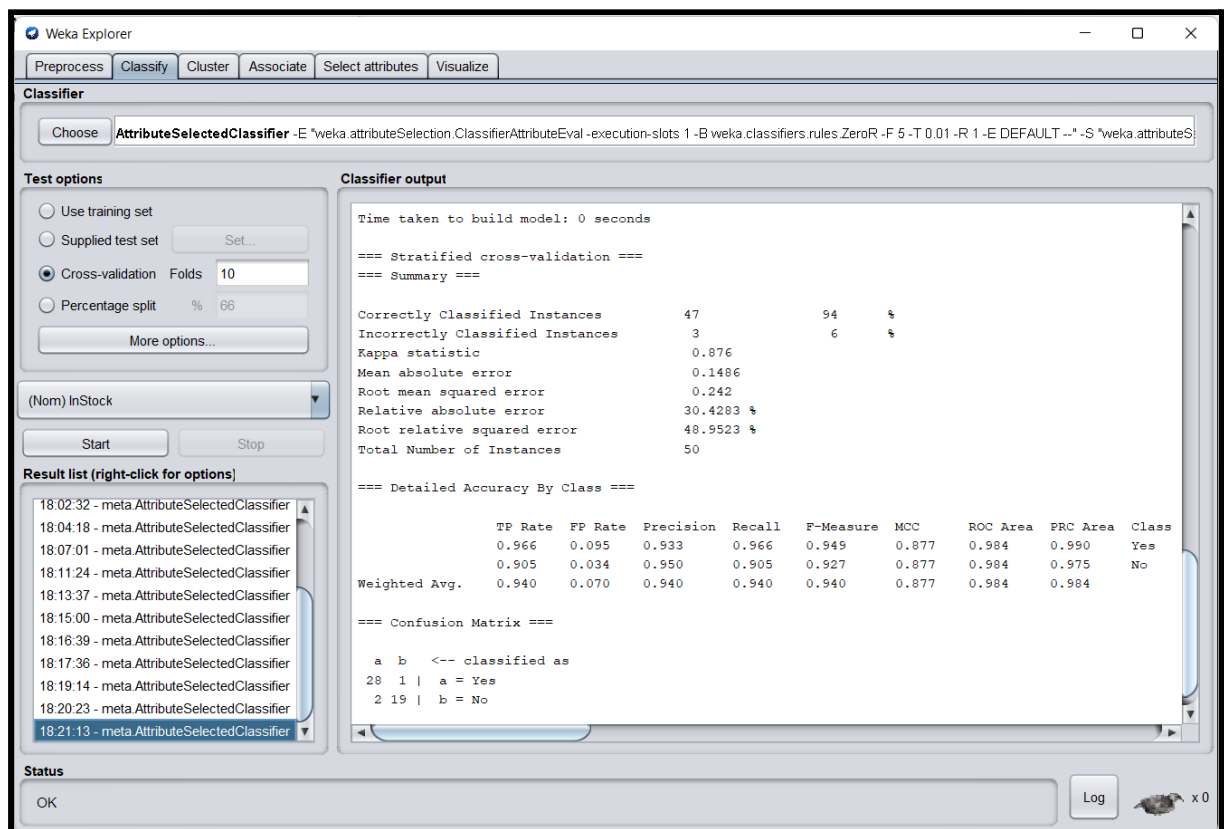 Weka Explorer
Preprocess Classify Cluster Associate Select attributes Visualize
Classifier
Choose AttributeSelectedClassifier -E "weka.attributeSelection.ClassifierAttributeEval -execution-slots 1 -B weka.classifiers.rules.ZeroR -F 5 -T 0.01 -R 1 -E DEFAULT --" -S "weka.attributeS
Test options
Use training set
Supplied test set Set...
Cross-validation Folds 10
Percentage split % 66
More options...
(Nom) InStock
Start Stop
Result list (right-click for options)
18:02:32 - meta.AttributeSelectedClassifier
18:04:18 - meta.AttributeSelectedClassifier
18:07:01 - meta.AttributeSelectedClassifier
18:11:24 - meta.AttributeSelectedClassifier
18:13:37 - meta.AttributeSelectedClassifier
18:15:00 - meta.AttributeSelectedClassifier
18:16:39 - meta.AttributeSelectedClassifier
18:17:36 - meta.AttributeSelectedClassifier
18:19:14 - meta.AttributeSelectedClassifier
18:20:23 - meta.AttributeSelectedClassifier
18:21:13 - meta.AttributeSelectedClassifier
Classifier output
Time taken to build model: 0 seconds
=== Stratified cross-validation ===
=== Summary ===
Correctly Classified Instances 47 94 %
Incorrectly Classified Instances 3 6 %
Kappa statistic 0.876
Mean absolute error 0.1486
Root mean squared error 0.242
Relative absolute error 30.4283 %
Root relative squared error 48.9523 %
Total Number of Instances 50
=== Detailed Accuracy By Class ===
TP Rate FP Rate Precision Recall F-Measure MCC ROC Area PRC Area Class
0.966 0.095 0.933 0.966 0.949 0.877 0.984 0.990 Yes
0.905 0.034 0.950 0.905 0.927 0.877 0.984 0.975 No
Weighted Avg. 0.940 0.070 0.940 0.940 0.940 0.877 0.984 0.984
=== Confusion Matrix ===
a b <-- classified as
28 1 | a = Yes
2 19 | b = No
Status
OK
Log x 0